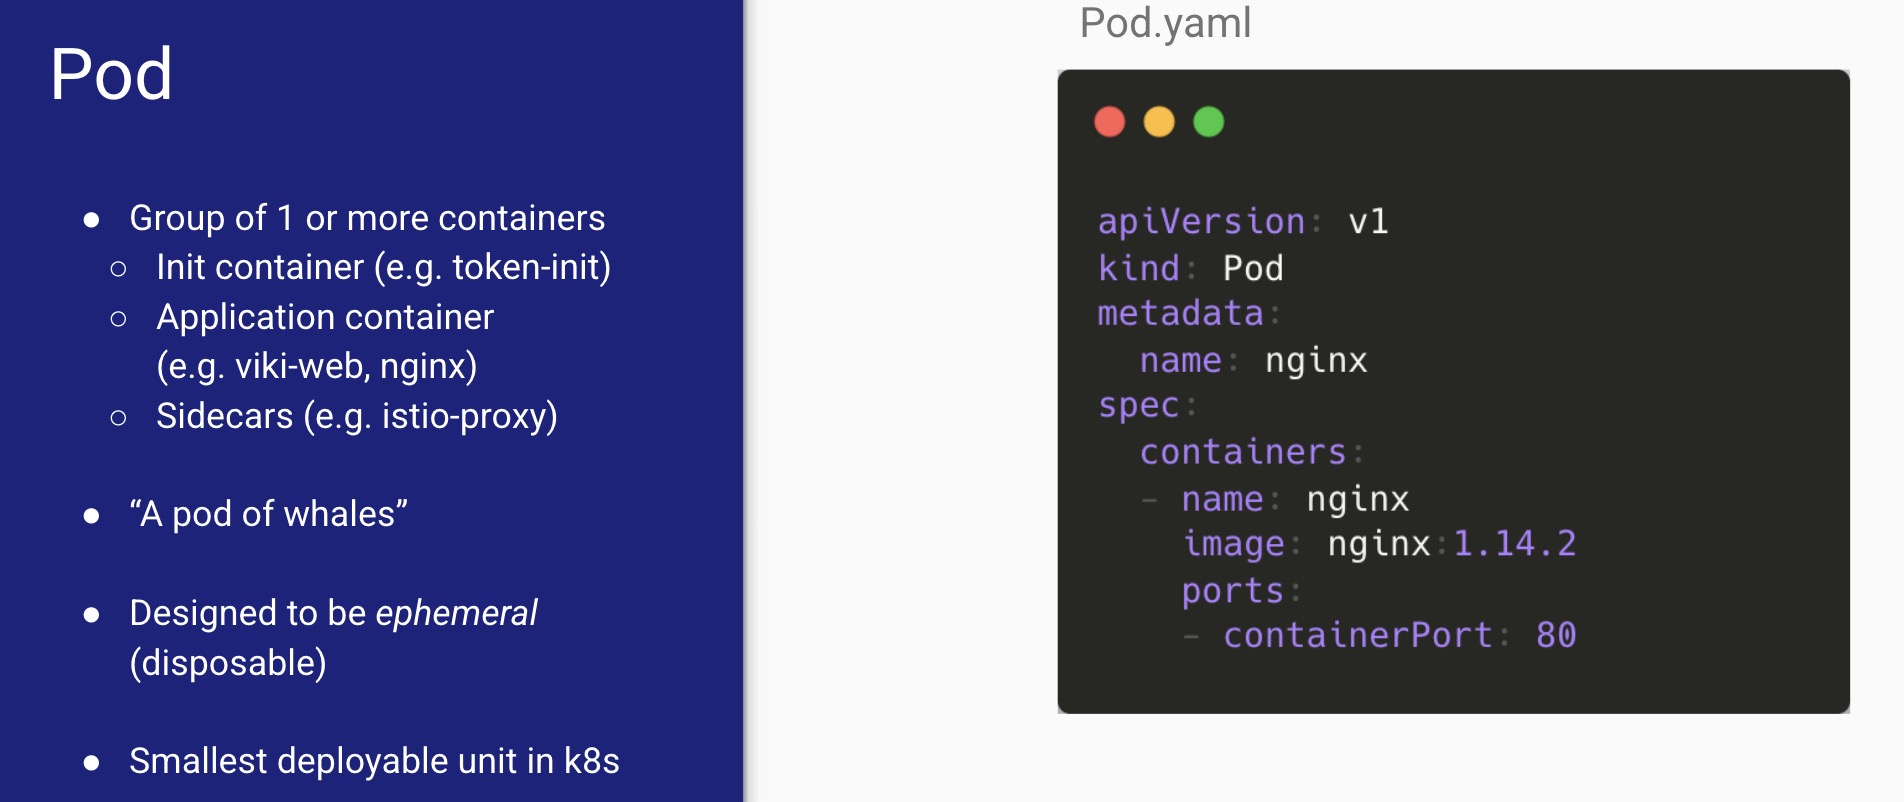 Pod
● Group of 1 or more containers
○ Init container (e.g. token-init)
○ Application container
(e.g. viki-web, nginx)
○ Sidecars (e.g. istio-proxy)
● “A pod of whales”
● Designed to be ephemeral
(disposable)
● Smallest deployable unit in k8s
Pod.yaml
apiVersion: v1
kind: Pod
metadata:
  name: nginx
spec:
  containers:
  - name: nginx
    image: nginx:1.14.2
    ports:
    - containerPort: 80